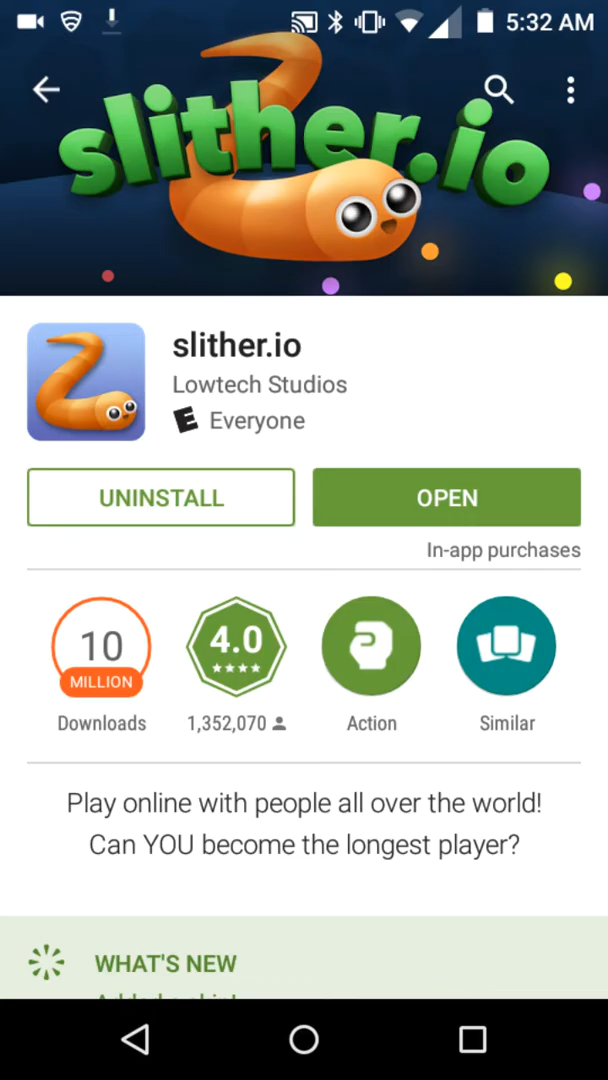 5:32 AM
slither.io
slither.io
Lowtech Studios
E Everyone
UNINSTALL OPEN
In-app purchases
10 4.0
MILLION
Downloads 1,352,070 Action Similar
Play online with people all over the world!
Can YOU become the longest player?
WHAT'S NEW